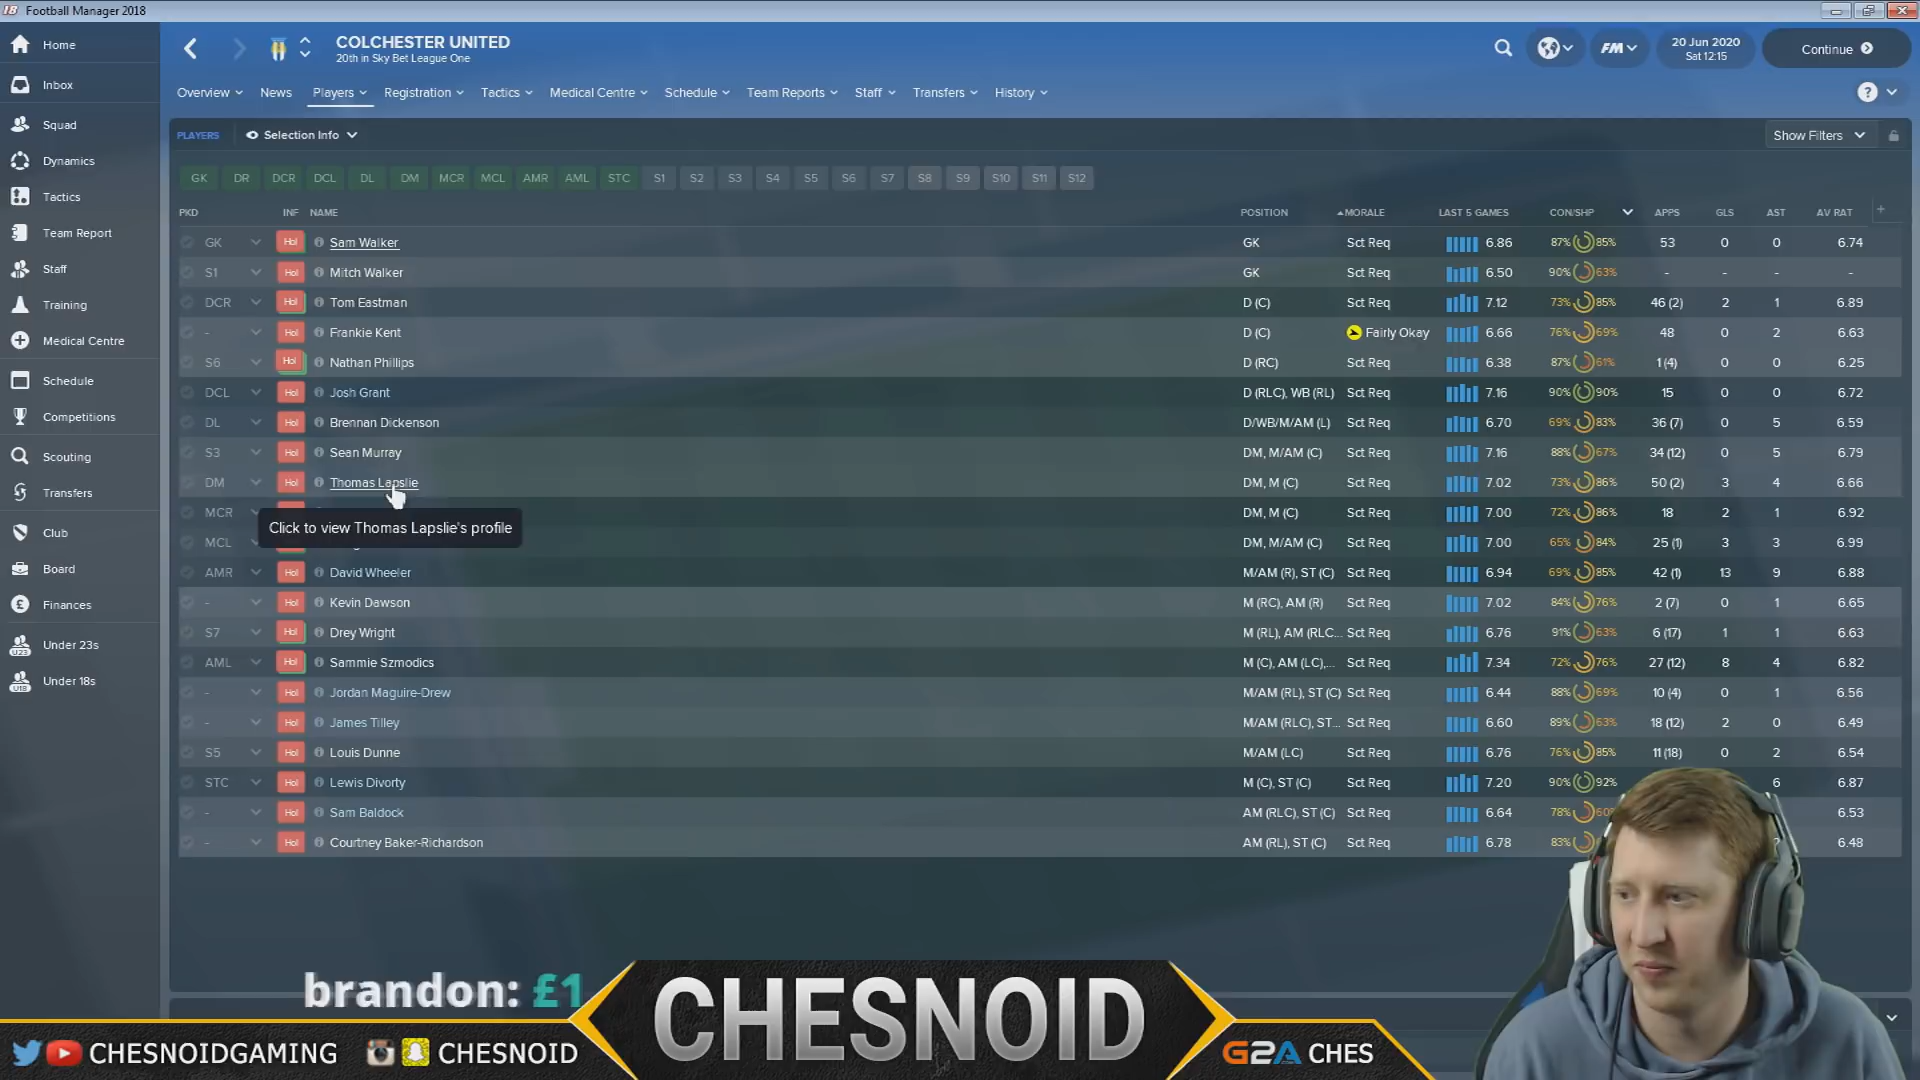 Football Manager 2018
Home
Inbox
Squad
Dynamics
Tactics
Team Report
Staff
Training
Medical Centre
Schedule
Competitions
Scouting
Transfers
Club
Board
Finances
Under 23s
Under 18s
COLCHESTER UNITED
20th in Sky Bet League One
FM
20 Jun 2020
Sat 12:15
Continue
Overview News Players Registration Tactics Medical Centre Schedule Team Reports Staff Transfers History
PLAYERS Selection Info Show Filters
GK DR DCR DCL DL DM MCR MCL AMR AML STC S1 S2 S3 S4 S5 S6 S7 S8 S9 S10 S11 S12
PKD INF NAME POSITION MORALE LAST 5 GAMES CON/SHP APPS GLS AST AV RAT
GK Hol Sam Walker GK Sct Req 6.86 87% 85% 53 0 0 6.74
S1 Hol Mitch Walker GK Sct Req 6.50 90% 63% - - - -
DCR Hol Tom Eastman D (C) Sct Req 7.12 73% 85% 46 (2) 2 1 6.89
- Hol Frankie Kent D (C) Fairly Okay 6.66 76% 69% 48 0 2 6.63
S6 Hol Nathan Phillips D (RC) Sct Req 6.38 87% 61% 1 (4) 0 0 6.25
DCL Hol Josh Grant D (RLC), WB (RL) Sct Req 7.16 90% 90% 15 0 0 6.72
DL Hol Brennan Dickenson D/WB/M/AM (L) Sct Req 6.70 69% 83% 36 (7) 0 5 6.59
S3 Hol Sean Murray DM, M/AM (C) Sct Req 7.16 88% 67% 34 (12) 0 5 6.79
DM Hol Thomas Lapslie DM, M (C) Sct Req 7.02 73% 86% 50 (2) 3 4 6.66
MCR DM, M (C) Sct Req 7.00 72% 86% 18 2 1 6.92
Click to view Thomas Lapslie's profile
MCL DM, M/AM (C) Sct Req 7.00 65% 84% 25 (1) 3 3 6.99
AMR Hol David Wheeler M/AM (R), ST (C) Sct Req 6.94 69% 85% 42 (1) 13 9 6.88
- Hol Kevin Dawson M (RC), AM (R) Sct Req 7.02 84% 76% 2 (7) 0 1 6.65
S7 Hol Drey Wright M (RL), AM (RLC... Sct Req 6.76 91% 63% 6 (17) 1 1 6.63
AML Hol Sammie Szmodics M (C), AM (LC),... Sct Req 7.34 72% 76% 27 (12) 8 4 6.82
- Hol Jordan Maguire-Drew M/AM (RL), ST (C) Sct Req 6.44 88% 69% 10 (4) 0 1 6.56
- Hol James Tilley M/AM (RLC), ST... Sct Req 6.60 89% 63% 18 (12) 2 0 6.49
S5 Hol Louis Dunne M/AM (LC) Sct Req 6.76 76% 85% 11 (18) 0 2 6.54
STC Hol Lewis Divorty M (C), ST (C) Sct Req 7.20 90% 92% 6 6.87
- Hol Sam Baldock AM (RLC), ST (C) Sct Req 6.64 78% 6.53
- Hol Courtney Baker-Richardson AM (RL), ST (C) Sct Req 6.78 83% 6.48
brandon: £1
CHESNOID
CHESNOIDGAMING CHESNOID
G2A CHES